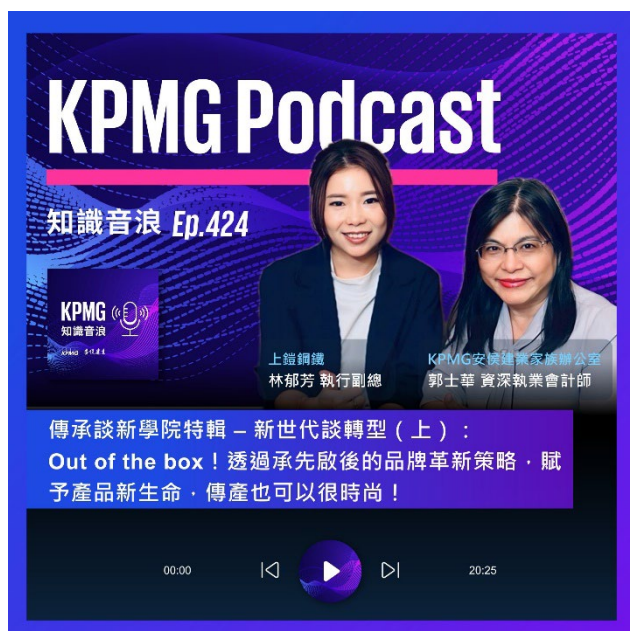 KPMG Podcast
知識音浪 Ep.424
KPMG
知識音浪
上鎧鋼鐵
林郁芳 執行副總
KPMG安侯建業家族辦公室
郭士華 資深執業會計師
傳承談新學院特輯 – 新世代談轉型（上）：
Out of the box！透過承先啟後的品牌革新策略，賦
予產品新生命，傳產也可以很時尚！
00:00
20:25